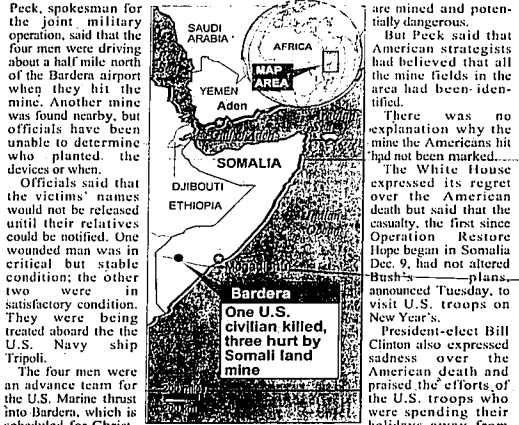 Peck, spokesman for
the joint military
operation, said that the
four men were driving
about a half mile north
of the Bardera airport
when they hit the
mine. Another mine
was found nearby, but
officials have been
unable to determine
who planted the
devices or when.
Officials said that
the victims' names
would not be released
until their relatives
could be notified. One
wounded man was in
critical but stable
condition; the other
two were in
satisfactory condition.
They were being
treated aboard the the
U.S. Navy ship
Tripoli.
The four men were
an advance team for
the U.S. Marine thrust
into Bardera, which is
scheduled for Christ-
SAUDI
ARABIA
AFRICA
MAP
AREA
YEMEN
Aden
SOMALIA
DJIBOUTI
ETHIOPIA
Indian
Ocean
Bardera
One U.S.
civilian killed,
three hurt by
Somali land
mine
are mined and poten-
tially dangerous.
But Peck said that
American strategists
had believed that all
the mine fields in the
area had been iden-
tified.
There was no
explanation why the
mine the Americans hit
had not been marked.
The White House
expressed its regret
over the American
death but said that the
casualty, the first since
Operation Restore
Hope began in Somalia
Dec. 9, had not altered
Bush's plans,
announced Tuesday, to
visit U.S. troops on
New Year's.
President-elect Bill
Clinton also expressed
sadness over the
American death and
praised the efforts of
the U.S. troops who
were spending their
holidays away from